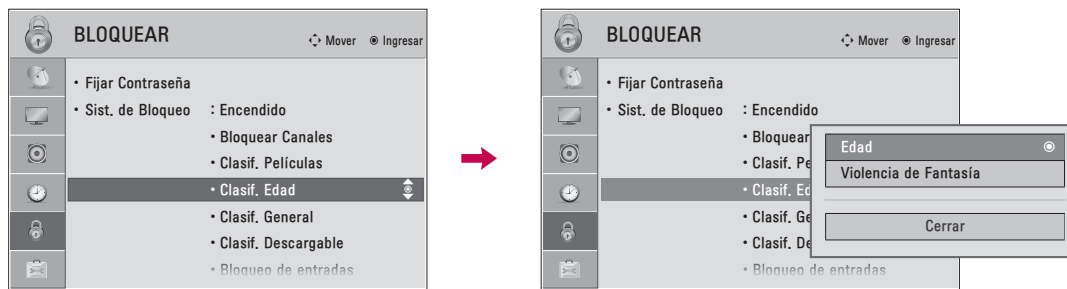 BLOQUEAR
Mover Ingresar
• Fijar Contraseña
• Sist. de Bloqueo : Encendido
• Bloquear Canales
• Clasif. Películas
• Clasif. Edad
• Clasif. General
• Clasif. Descargable
• Bloqueo de entradas
BLOQUEAR
Mover Ingresar
• Fijar Contraseña
• Sist. de Bloqueo : Encendido
• Bloquear
• Clasif. Pe
• Clasif. Ed
• Clasif. Ge
• Clasif. De
• Bloqueo de entradas
Edad
Violencia de Fantasía
Cerrar